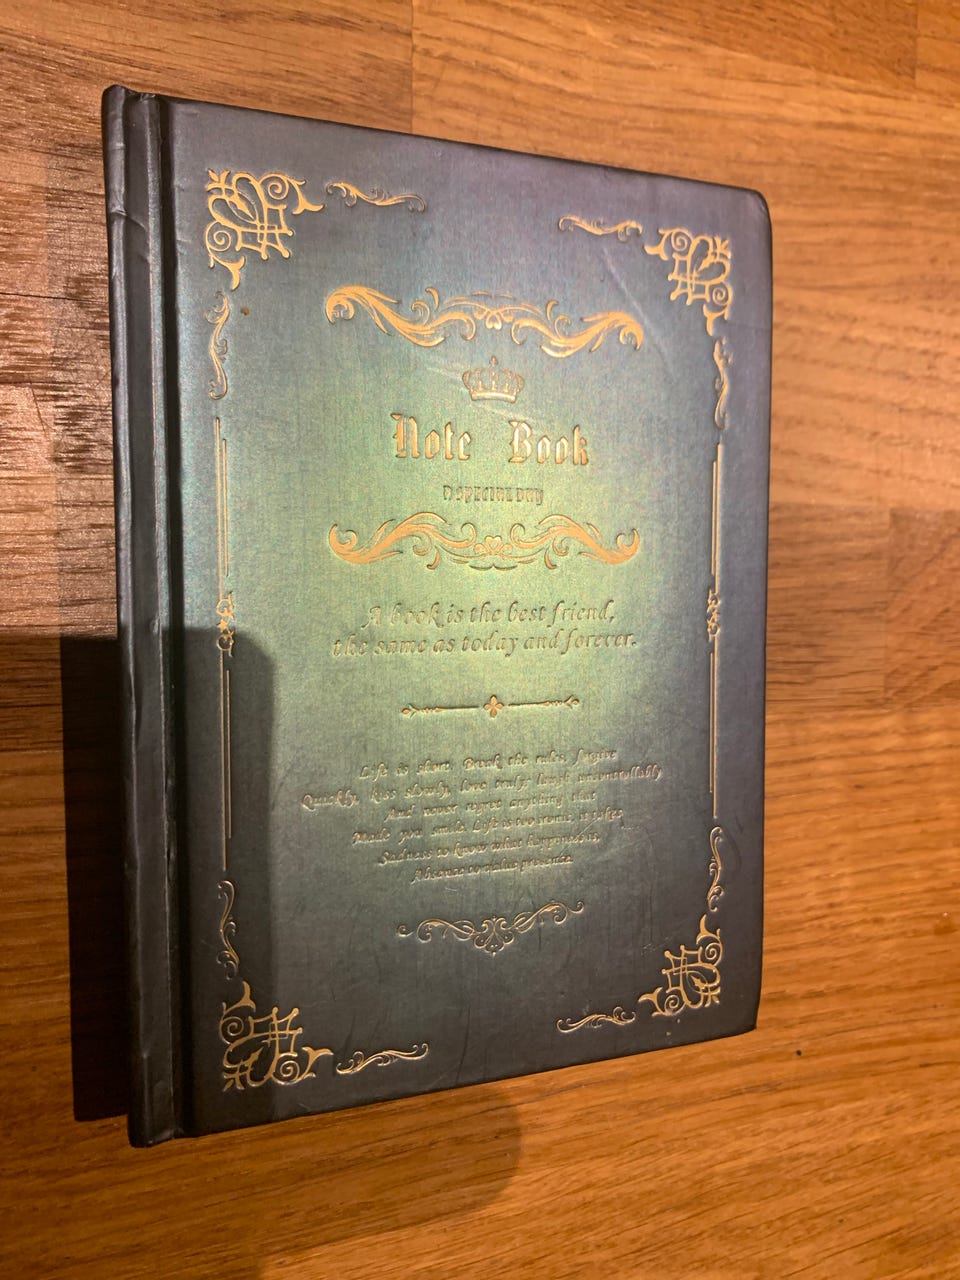 Note Book
A SPECIAL DAY
A book is the best friend,
the same as today and forever.
Life is short. Break the rules, forgive
Quickly, kiss slowly, love truly, laugh uncontrollably
And never regret anything that
Made you smile. Life is too ironic, it takes
Sadness to know what happiness is,
Absence to value presence.